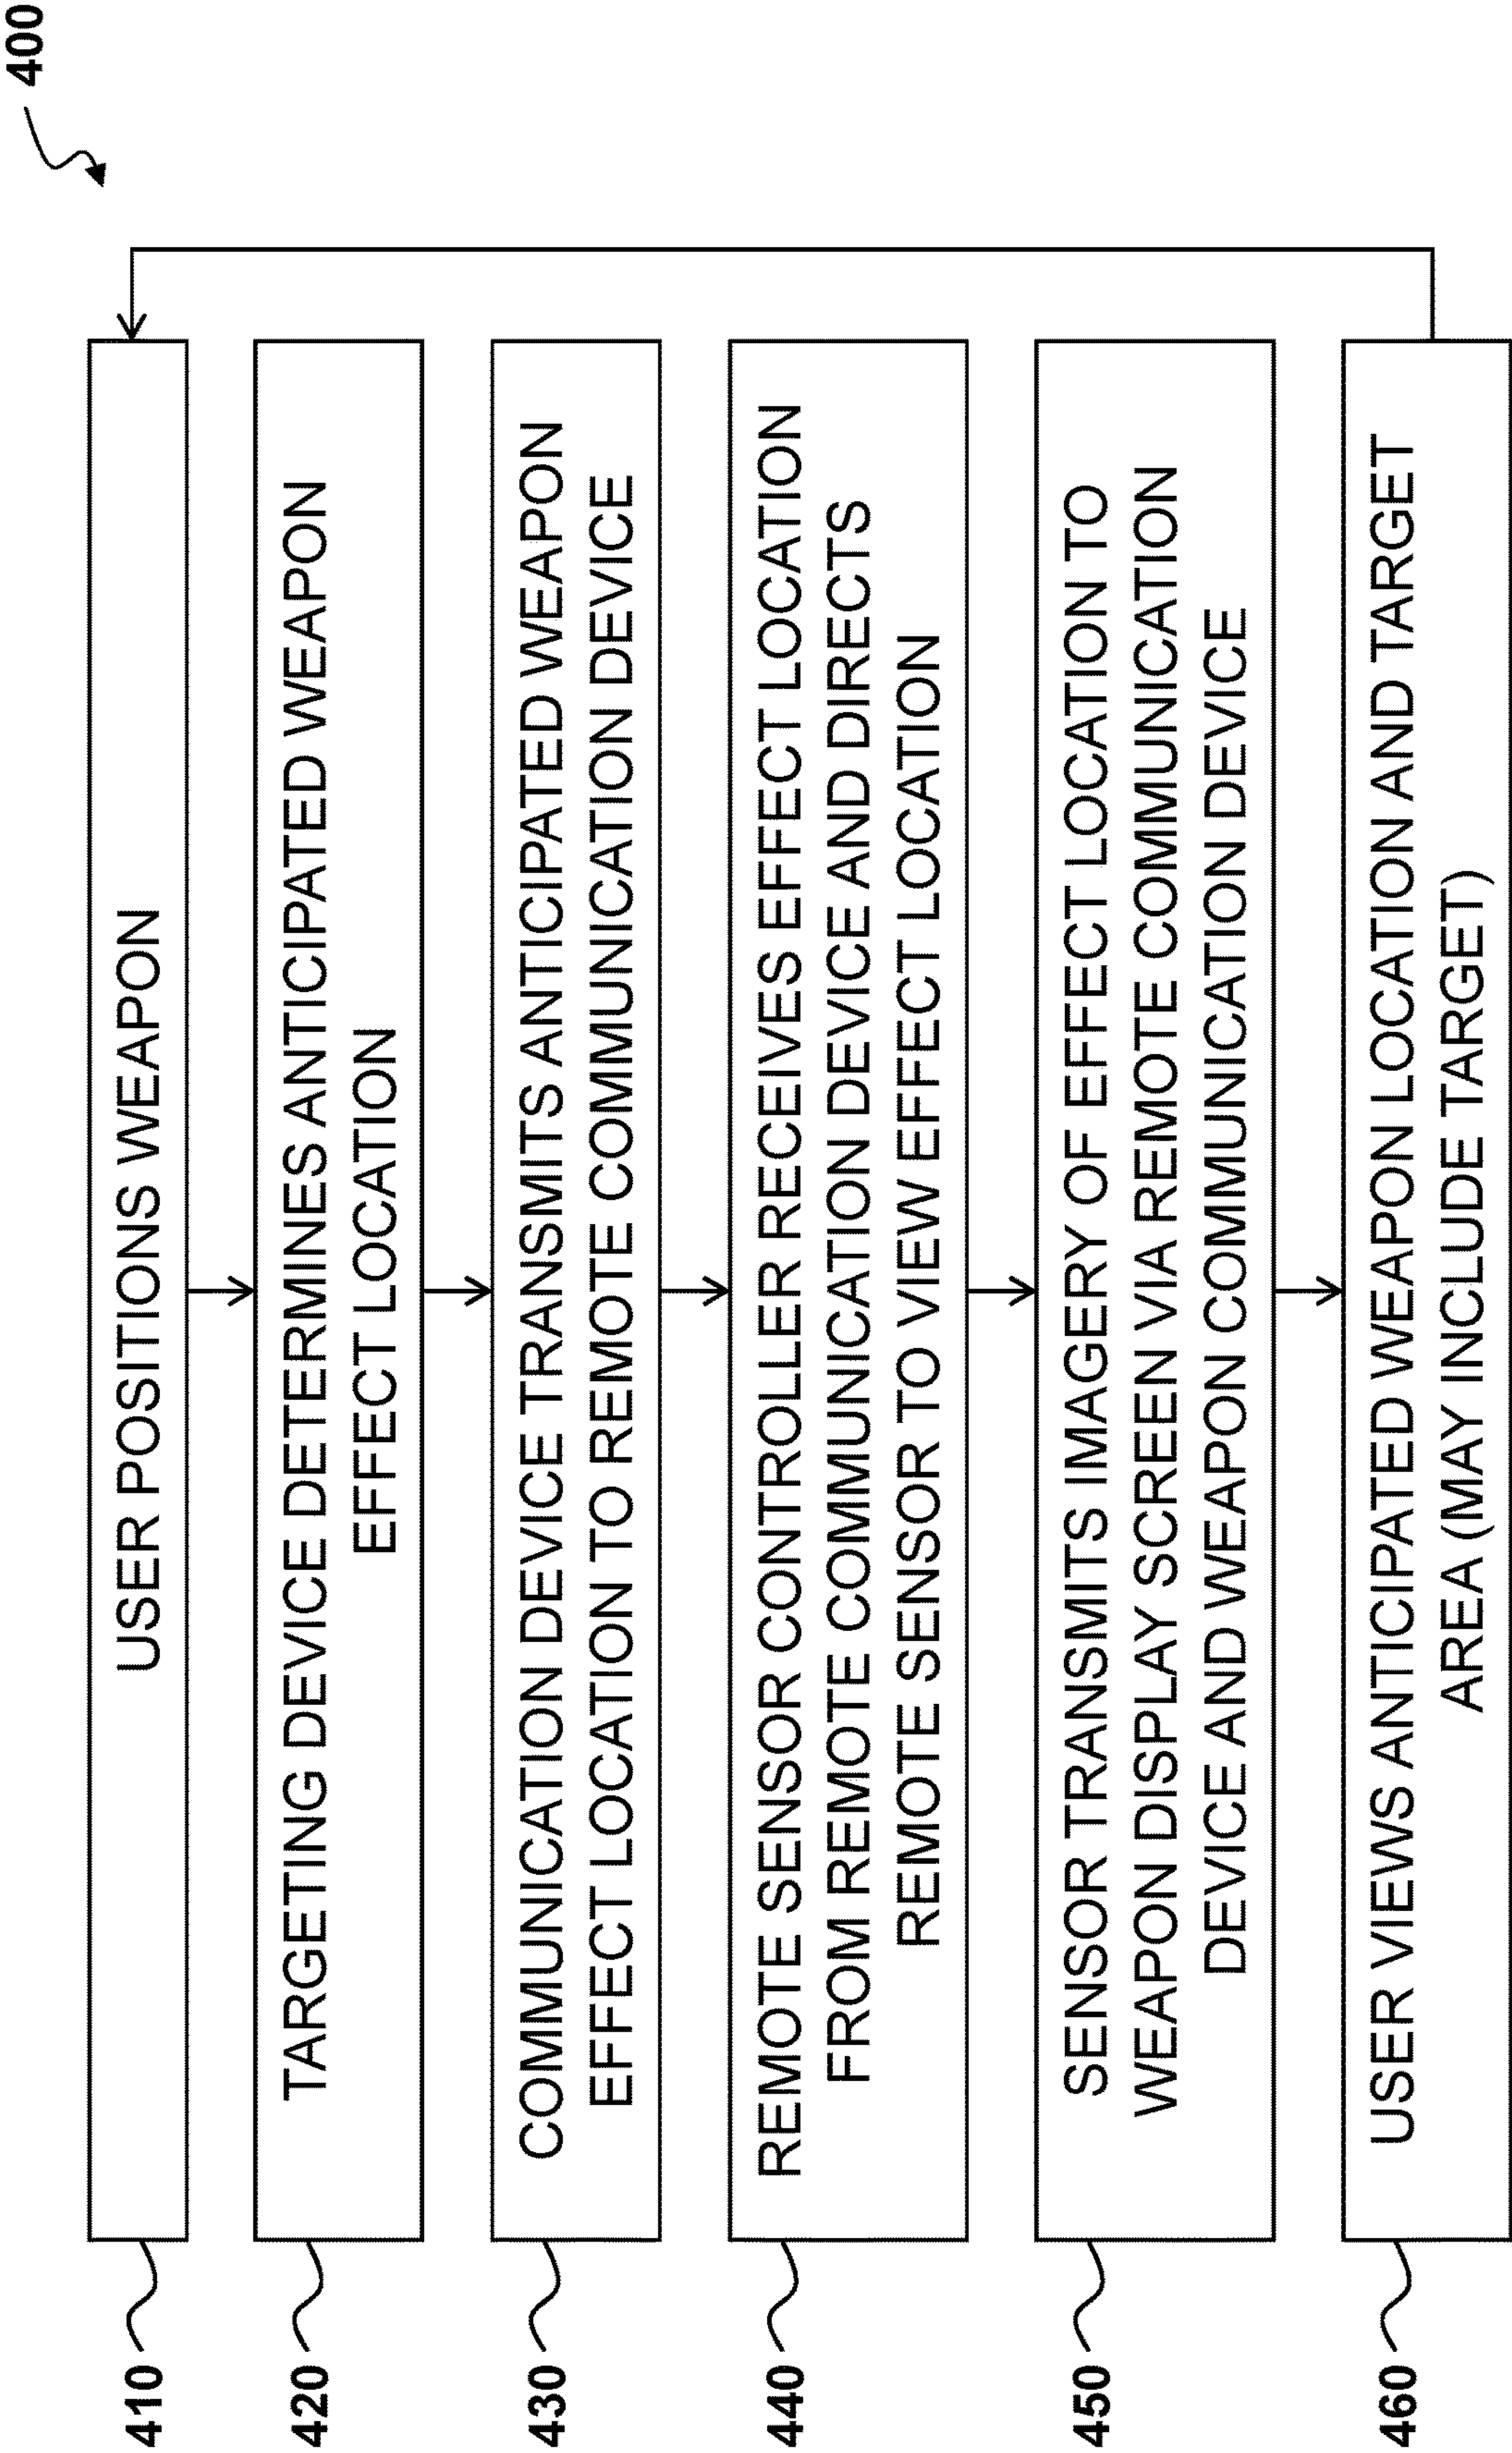 400
410
USER POSITIONS WEAPON
420
TARGETING DEVICE DETERMINES ANTICIPATED WEAPON
EFFECT LOCATION
430
COMMUNICATION DEVICE TRANSMITS ANTICIPATED WEAPON
EFFECT LOCATION TO REMOTE COMMUNICATION DEVICE
440
REMOTE SENSOR CONTROLLER RECEIVES EFFECT LOCATION
FROM REMOTE COMMUNICATION DEVICE AND DIRECTS
REMOTE SENSOR TO VIEW EFFECT LOCATION
450
SENSOR TRANSMITS IMAGERY OF EFFECT LOCATION TO
WEAPON DISPLAY SCREEN VIA REMOTE COMMUNICATION
DEVICE AND WEAPON COMMUNICATION DEVICE
460
USER VIEWS ANTICIPATED WEAPON LOCATION AND TARGET
AREA (MAY INCLUDE TARGET)